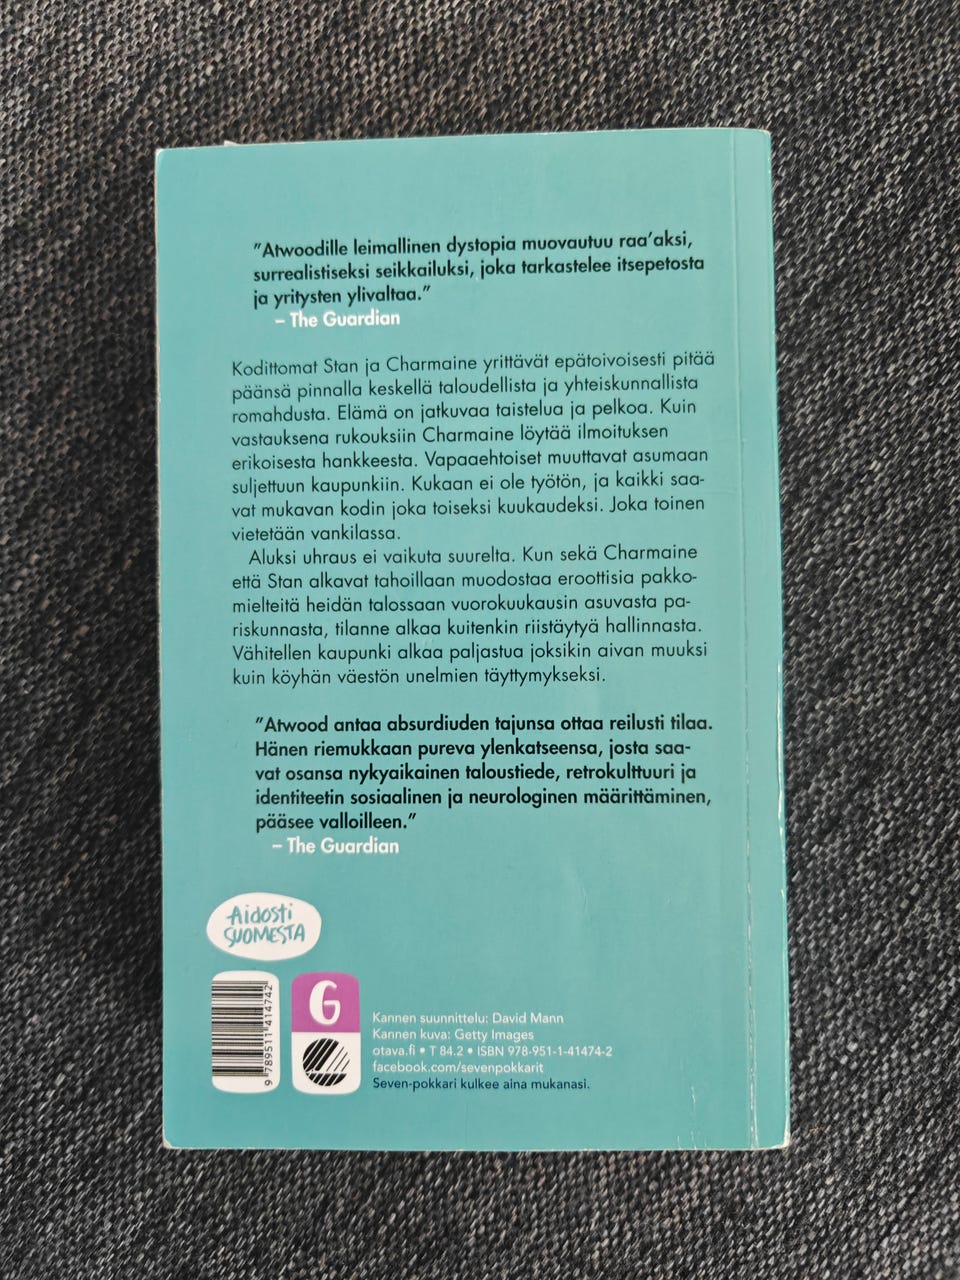 ”Atwoodille leimallinen dystopia muovautuu raa’aksi,
surrealistiseksi seikkailuksi, joka tarkastelee itsepetosta
ja yritysten ylivaltaa.”
– The Guardian
Kodittomat Stan ja Charmaine yrittävät epätoivoisesti pitää
päänsä pinnalla keskellä taloudellista ja yhteiskunnallista
romahdusta. Elämä on jatkuvaa taistelua ja pelkoa. Kuin
vastauksena rukouksiin Charmaine löytää ilmoituksen
erikoisesta hankkeesta. Vapaaehtoiset muuttavat asumaan
suljettuun kaupunkiin. Kukaan ei ole työtön, ja kaikki saa-
vat mukavan kodin joka toiseksi kuukaudeksi. Joka toinen
vietetään vankilassa.
Aluksi uhraus ei vaikuta suurelta. Kun sekä Charmaine
että Stan alkavat tahoillaan muodostaa eroottisia pakko-
mielteitä heidän talossaan vuorokuukausin asuvasta pa-
riskunnasta, tilanne alkaa kuitenkin riistäytyä hallinnasta.
Vähitellen kaupunki alkaa paljastua joksikin aivan muuksi
kuin köyhän väestön unelmien täyttymykseksi.
”Atwood antaa absurdiuden tajunsa ottaa reilusti tilaa.
Hänen riemukkaan pureva ylenkatseensa, josta saa-
vat osansa nykyaikainen taloustiede, retrokulttuuri ja
identiteetin sosiaalinen ja neurologinen määrittäminen,
pääsee valloilleen.”
– The Guardian
Aidosti
SUOMESTA
9 789511 414742
G
Kannen suunnittelu: David Mann
Kannen kuva: Getty Images
otava.fi • T 84.2 • ISBN 978-951-1-41474-2
facebook.com/sevenpokkarit
Seven-pokkari kulkee aina mukanasi.